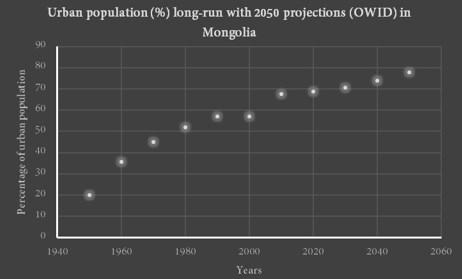 Urban population (%) long-run with 2050 projections (OWID) in
Mongolia
90
80
70
60
50
40
30
20
10
0
Percentage of urban population
1940 1960 1980 2000 2020 2040 2060
Years